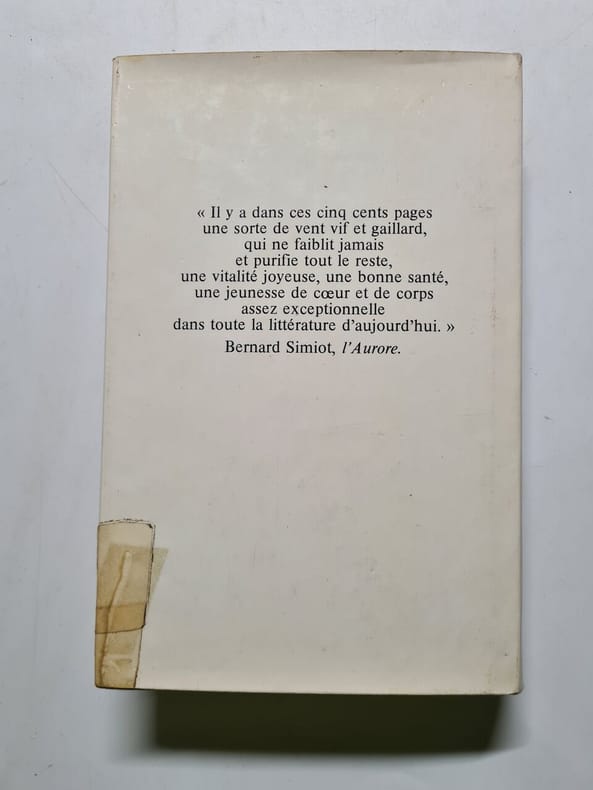 « Il y a dans ces cinq cents pages
une sorte de vent vif et gaillard,
qui ne faiblit jamais
et purifie tout le reste,
une vitalité joyeuse, une bonne santé,
une jeunesse de cœur et de corps
assez exceptionnelle
dans toute la littérature d'aujourd'hui. »
Bernard Simiot, l'Aurore.